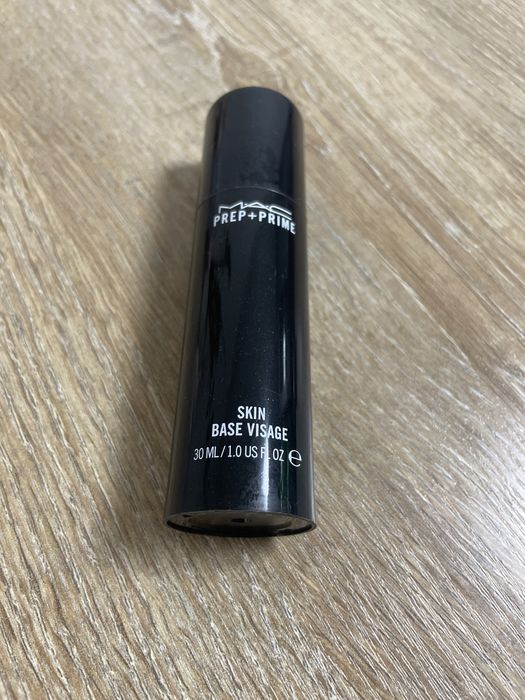 MAC
PREP+PRIME
SKIN
BASE VISAGE
30 ML/1.0 US FL OZ ℮